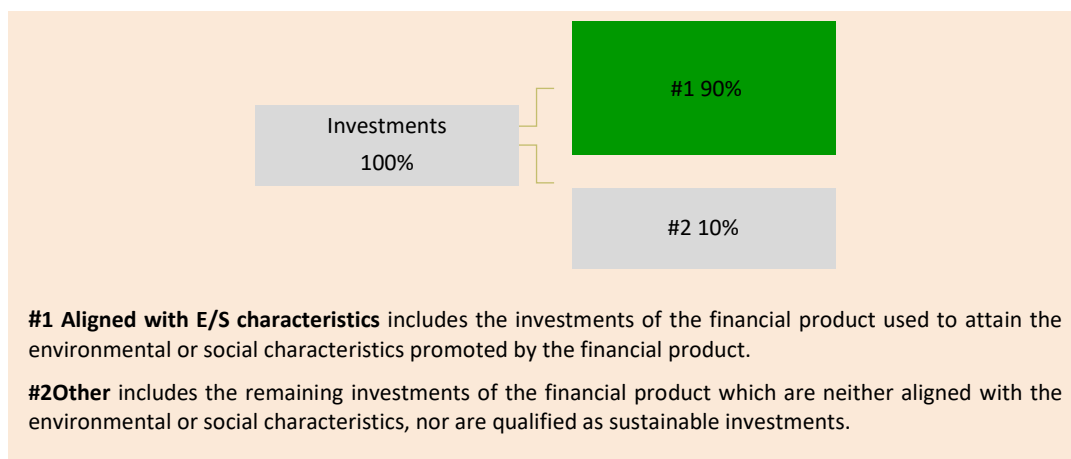 #1 90%
Investments
100%
#2 10%
#1 Aligned with E/S characteristics includes the investments of the financial product used to attain the
environmental or social characteristics promoted by the financial product.
#2Other includes the remaining investments of the financial product which are neither aligned with the
environmental or social characteristics, nor are qualified as sustainable investments.